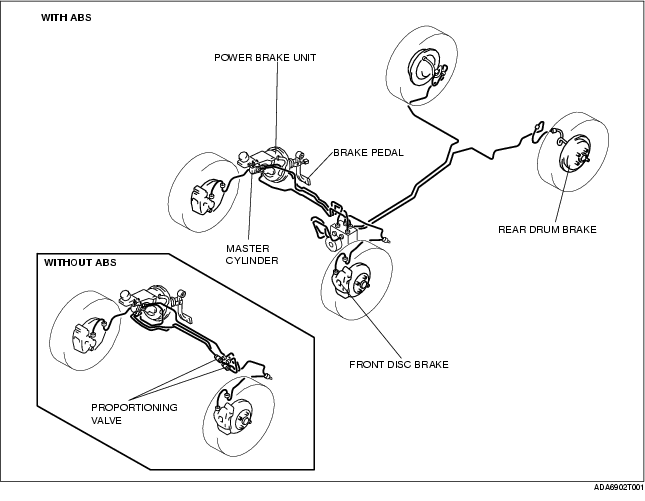 WITH ABS
POWER BRAKE UNIT
BRAKE PEDAL
REAR DRUM BRAKE
MASTER
CYLINDER
WITHOUT ABS
FRONT DISC BRAKE
PROPORTIONING
VALVE
ADA6902T001